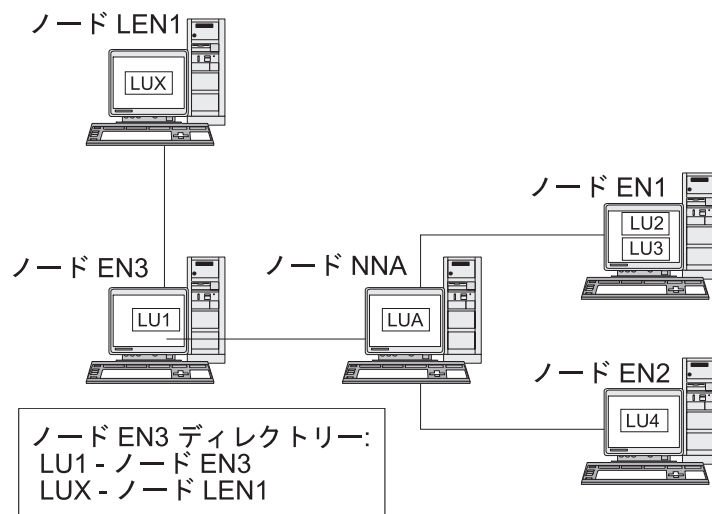 ノード LEN1
LUX
ノード EN1
LU2
LU3
ノード EN3
ノード NNA
LU1
LUA
ノード EN2
LU4
ノード EN3 ディレクトリー:
LU1 - ノード EN3
LUX - ノード LEN1